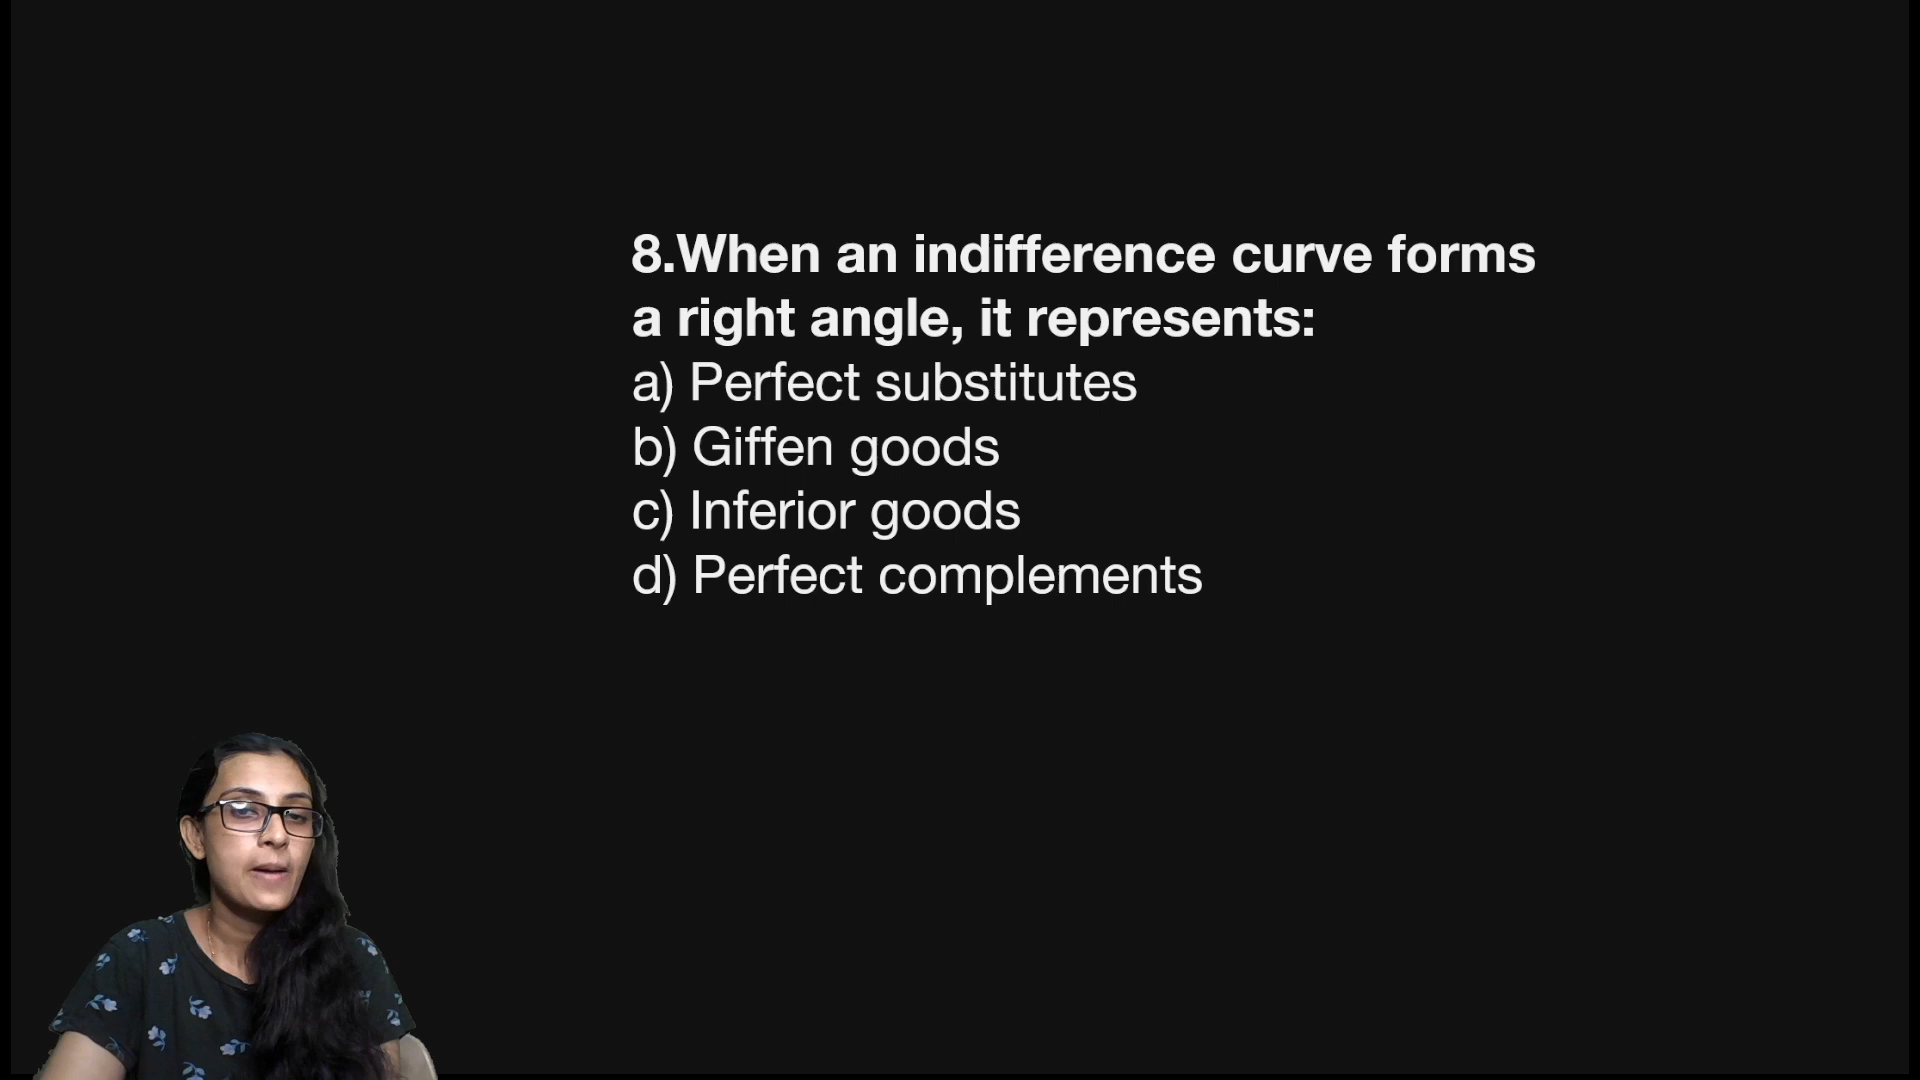 8.When an indifference curve forms
a right angle, it represents:
a) Perfect substitutes
b) Giffen goods
c) Inferior goods
d) Perfect complements